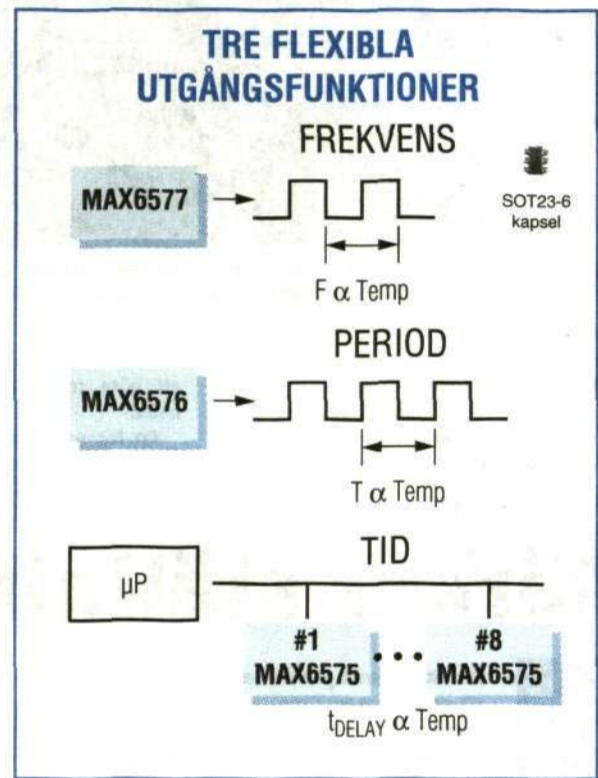 TRE FLEXIBLA
UTGÅNGSFUNKTIONER
FREKVENS
MAX6577
SOT23-6
kapsel
F α Temp
PERIOD
MAX6576
T α Temp
TID
µP
#1
MAX6575
•••
#8
MAX6575
tDELAY α Temp